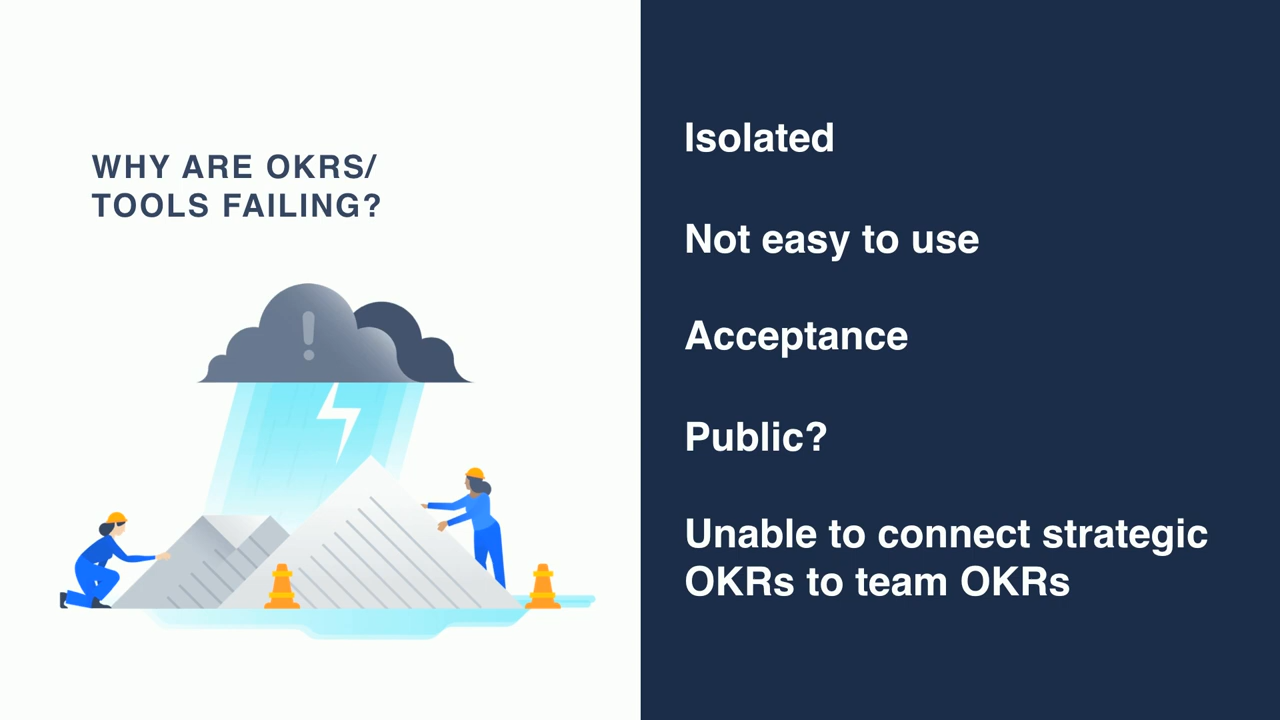 WHY ARE OKRS/
TOOLS FAILING?
!
Isolated
Not easy to use
Acceptance
Public?
Unable to connect strategic
OKRs to team OKRs